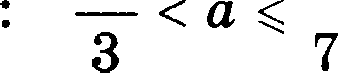 : — 3 < a ⩽ 7